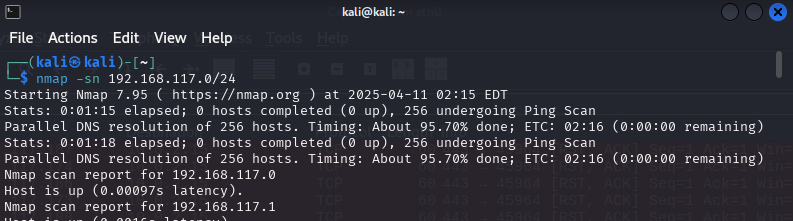 kali@kali: ~
File Actions Edit View Help
┌──(kali㉿kali)-[~]
└─$ nmap -sn 192.168.117.0/24
Starting Nmap 7.95 ( https://nmap.org ) at 2025-04-11 02:15 EDT
Stats: 0:01:15 elapsed; 0 hosts completed (0 up), 256 undergoing Ping Scan
Parallel DNS resolution of 256 hosts. Timing: About 95.70% done; ETC: 02:16 (0:00:00 remaining)
Stats: 0:01:18 elapsed; 0 hosts completed (0 up), 256 undergoing Ping Scan
Parallel DNS resolution of 256 hosts. Timing: About 95.70% done; ETC: 02:16 (0:00:00 remaining)
Nmap scan report for 192.168.117.0
Host is up (0.00097s latency).
Nmap scan report for 192.168.117.1